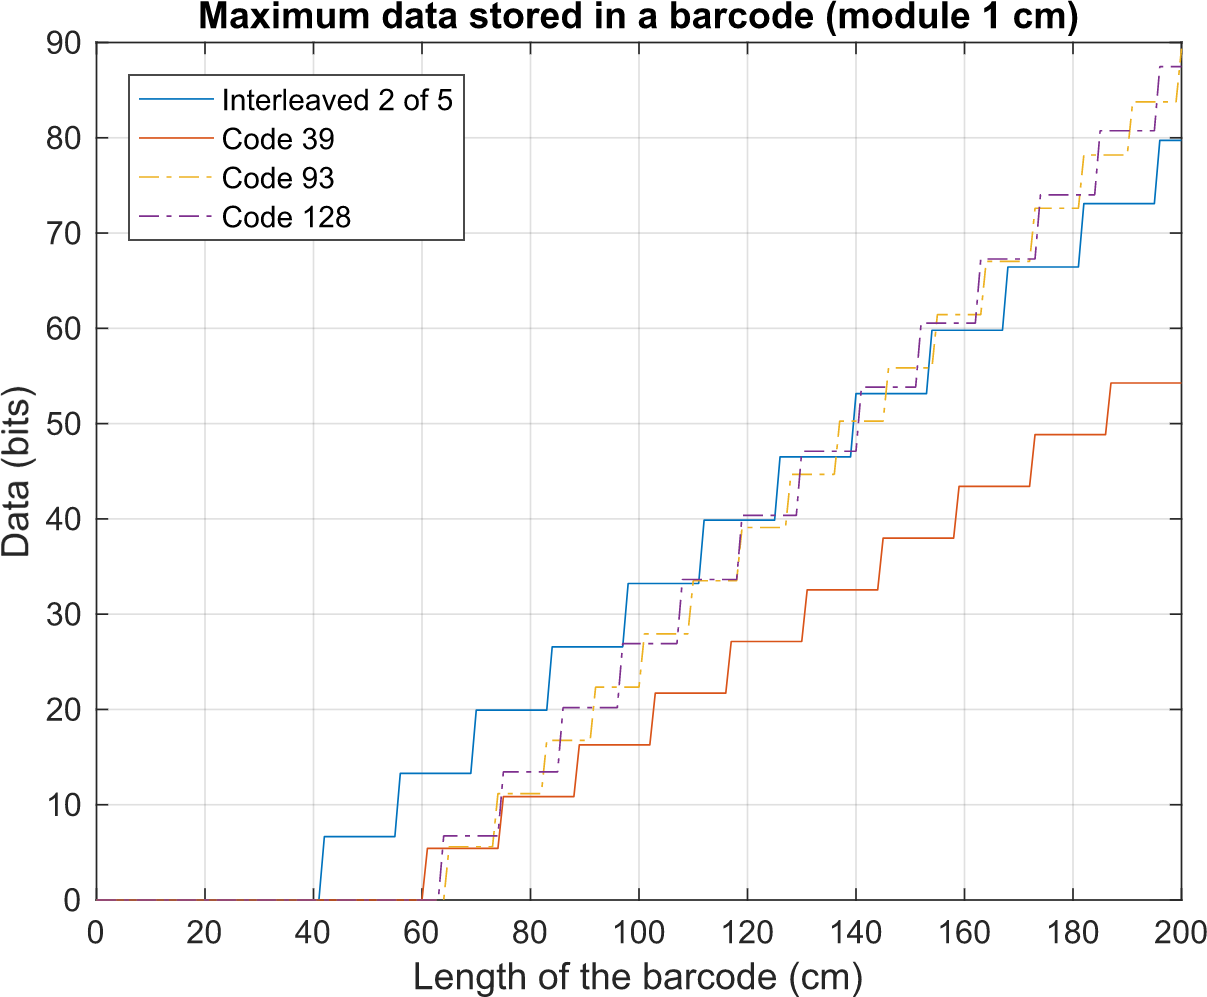 Maximum data stored in a barcode (module 1 cm)
Interleaved 2 of 5
Code 39
Code 93
Code 128
90
80
70
60
50
40
30
20
10
0
Data (bits)
0 20 40 60 80 100 120 140 160 180 200
Length of the barcode (cm)